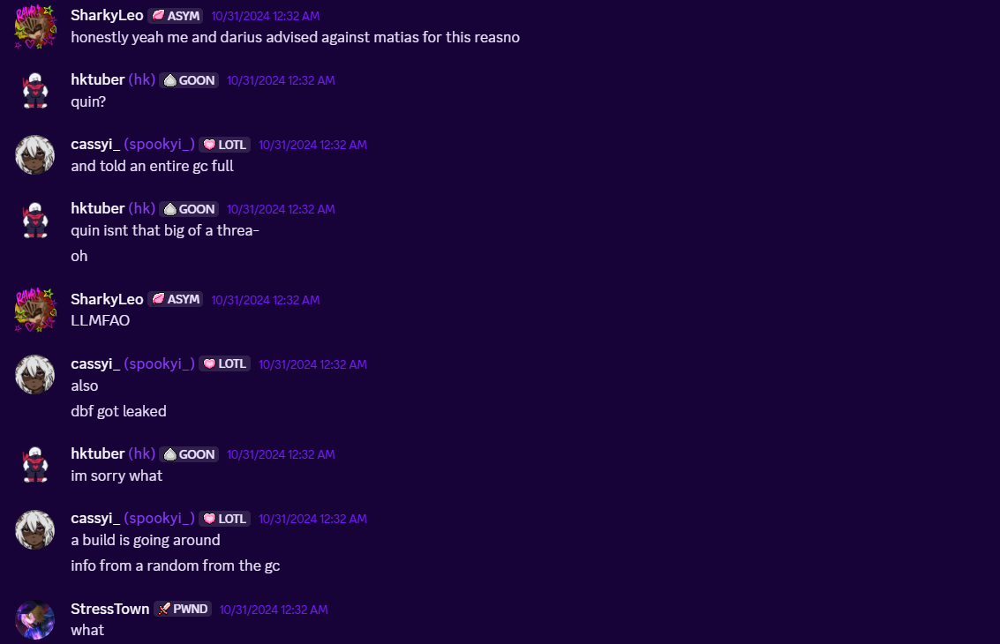 SharkyLeo ASYM 10/31/2024 12:32 AM
honestly yeah me and darius advised against matias for this reasno
hktuber (hk) GOON 10/31/2024 12:32 AM
quin?
cassyi_ (spookyi_) LOTL 10/31/2024 12:32 AM
and told an entire gc full
hktuber (hk) GOON 10/31/2024 12:32 AM
quin isnt that big of a threa-
oh
SharkyLeo ASYM 10/31/2024 12:32 AM
LLMFAO
cassyi_ (spookyi_) LOTL 10/31/2024 12:32 AM
also
dbf got leaked
hktuber (hk) GOON 10/31/2024 12:32 AM
im sorry what
cassyi_ (spookyi_) LOTL 10/31/2024 12:32 AM
a build is going around
info from a random from the gc
StressTown PWND 10/31/2024 12:32 AM
what